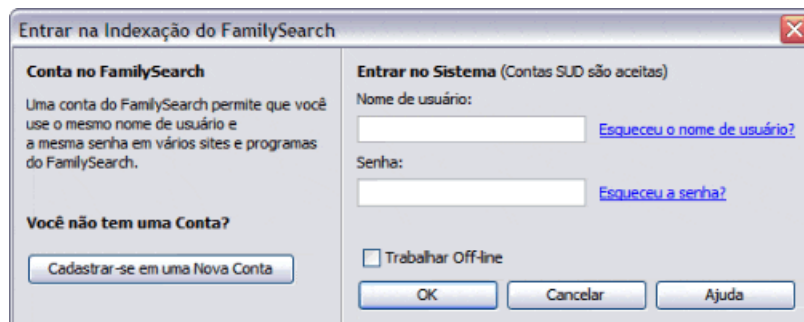 Entrar na Indexação do FamilySearch
Conta no FamilySearch
Uma conta do FamilySearch permite que você
use o mesmo nome de usuário e
a mesma senha em vários sites e programas
do FamilySearch.
Você não tem uma Conta?
Cadastrar-se em uma Nova Conta
Entrar no Sistema (Contas SUD são aceitas)
Nome de usuário:
Esqueceu o nome de usuário?
Senha:
Esqueceu a senha?
Trabalhar Off-line
OK
Cancelar
Ajuda